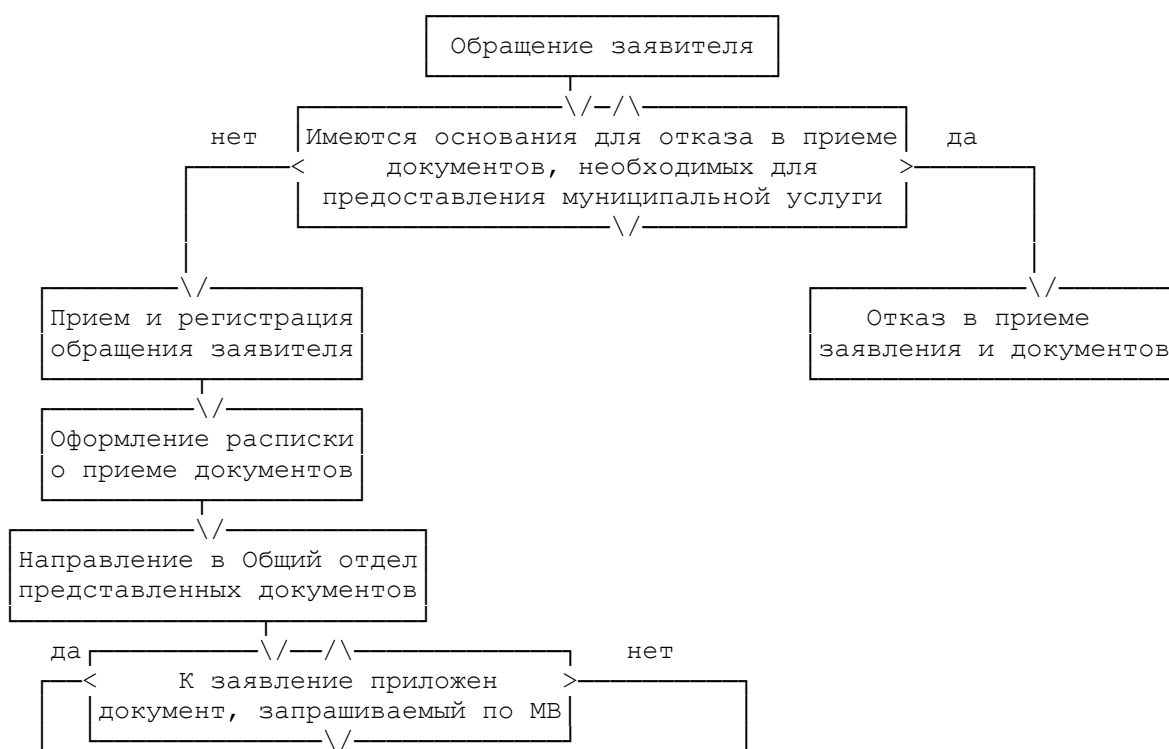 Обращение заявителя
нет
Имеются основания для отказа в приеме
да
документов, необходимых для
предоставления муниципальной услуги
Прием и регистрация
обращения заявителя
Отказ в приеме
заявления и документов
Оформление расписки
о приеме документов
Направление в Общий отдел
представленных документов
да
нет
К заявление приложен
документ, запрашиваемый по МВ